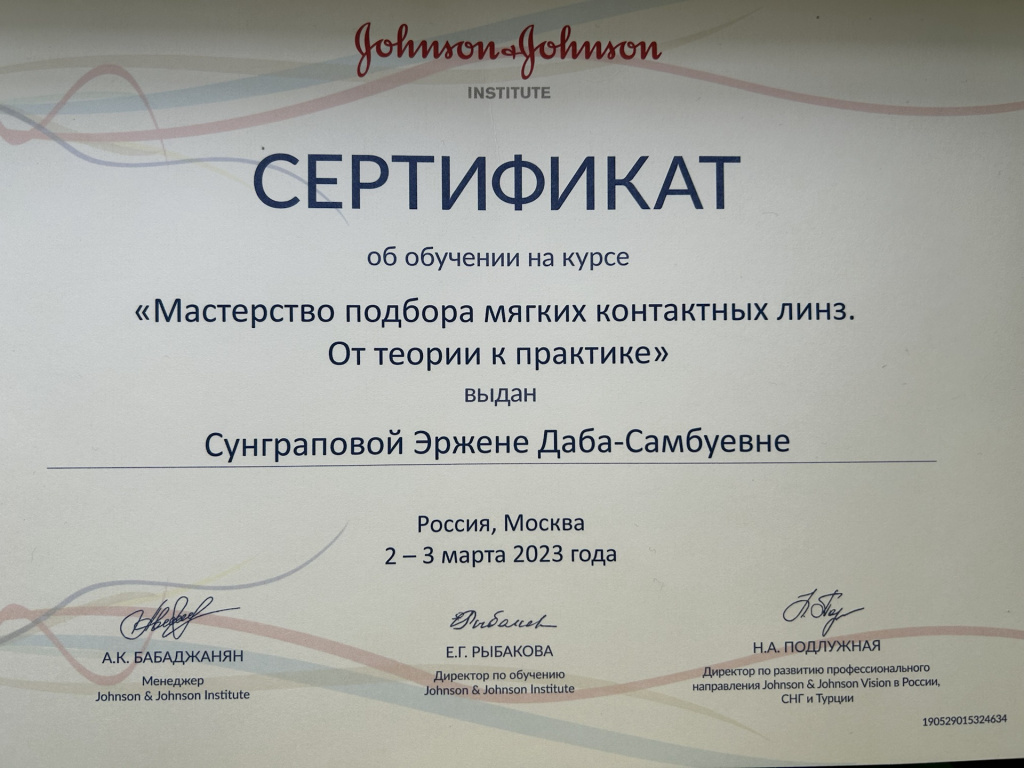 Johnson & Johnson
INSTITUTE
СЕРТИФИКАТ
об обучении на курсе
«Мастерство подбора мягких контактных линз.
От теории к практике»
выдан
Сунграповой Эржене Даба-Самбуевне
Россия, Москва
2 – 3 марта 2023 года
А.К. БАБАДЖАНЯН
Менеджер
Johnson & Johnson Institute
Е.Г. РЫБАКОВА
Директор по обучению
Johnson & Johnson Institute
Н.А. ПОДЛУЖНАЯ
Директор по развитию профессионального
направления Johnson & Johnson Vision в России,
СНГ и Турции
190529015324634